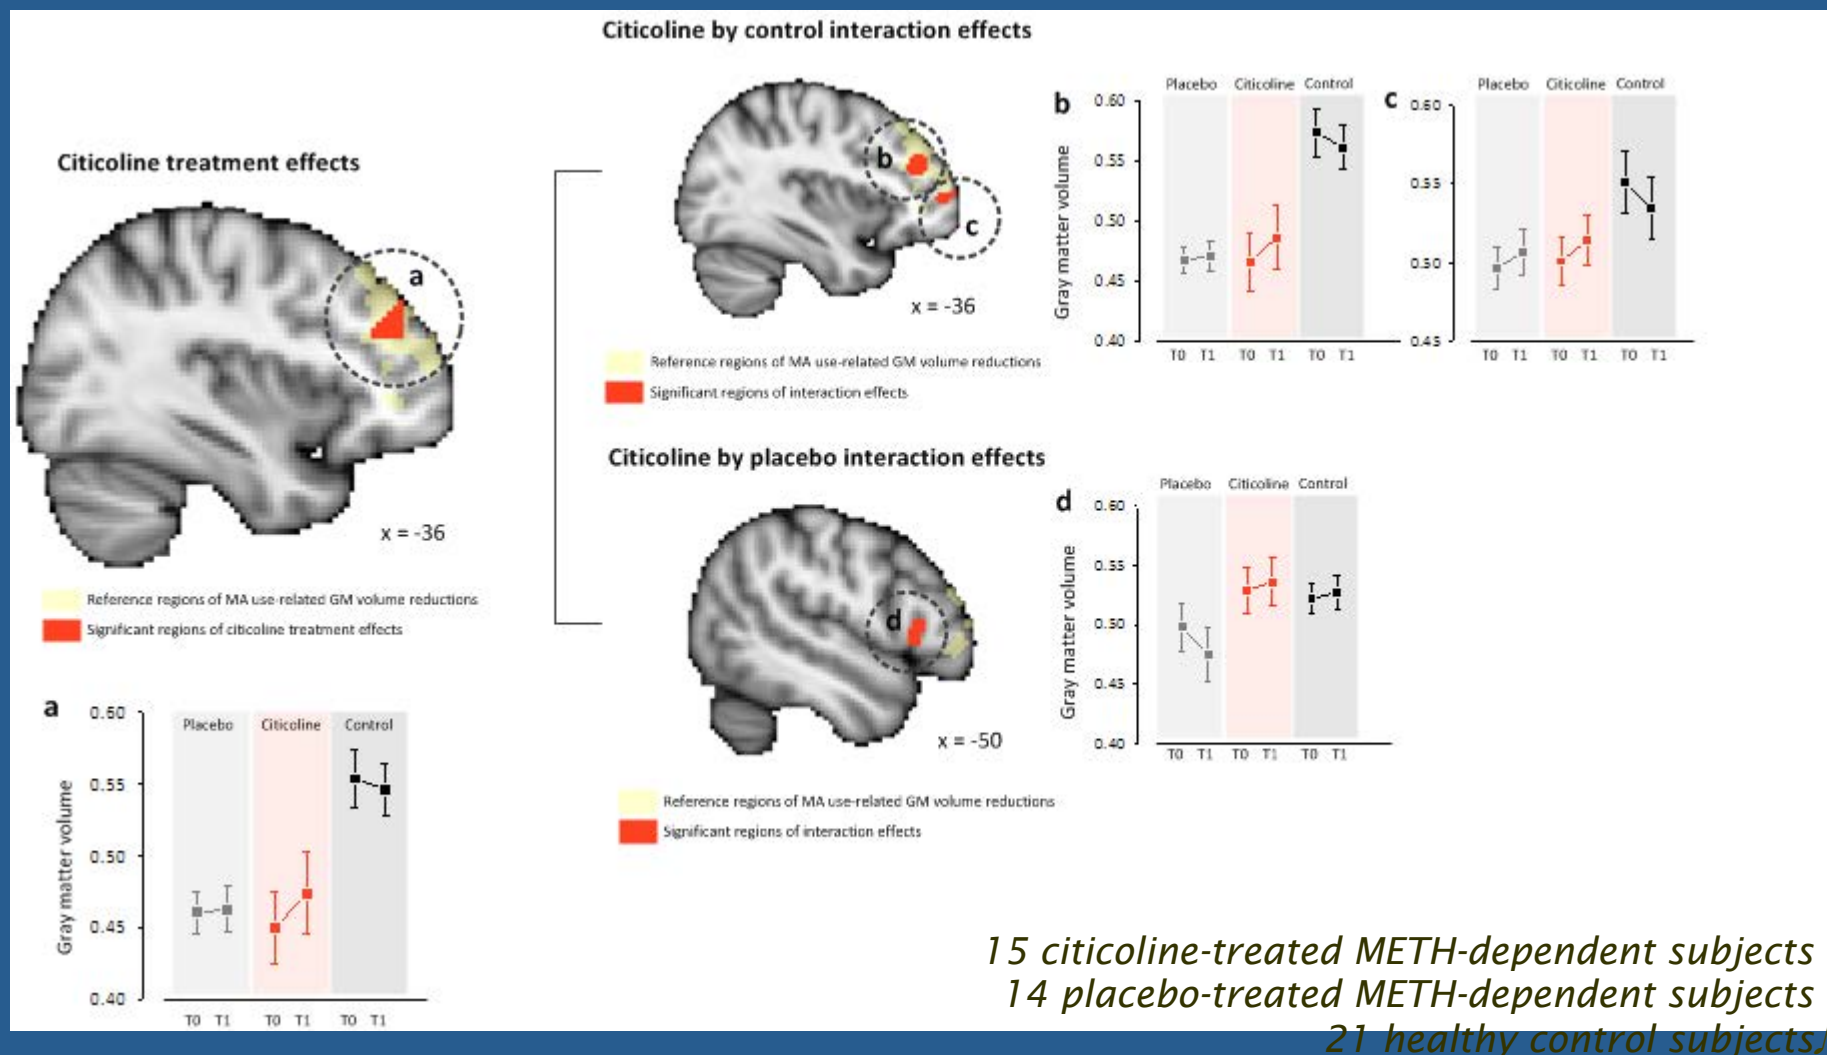 Citicoline treatment effects
a
x = -36
Reference regions of MA use-related GM volume reductions
Significant regions of citicoline treatment effects
a
Placebo Citicoline Control
Gray matter volume
0.60
0.55
0.50
0.45
0.40
T0 T1 T0 T1 T0 T1
Citicoline by control interaction effects
b
c
x = -36
Reference regions of MA use-related GM volume reductions
Significant regions of interaction effects
b
Placebo Citicoline Control
Gray matter volume
0.60
0.55
0.50
0.45
0.40
T0 T1 T0 T1 T0 T1
c
Placebo Citicoline Control
0.60
0.55
0.50
0.45
T0 T1 T0 T1 T0 T1
Citicoline by placebo interaction effects
d
x = -50
Reference regions of MA use-related GM volume reductions
Significant regions of interaction effects
d
Placebo Citicoline Control
Gray matter volume
0.60
0.55
0.50
0.45
0.40
T0 T1 T0 T1 T0 T1
15 citicoline-treated METH-dependent subjects
14 placebo-treated METH-dependent subjects
21 healthy control subjects,